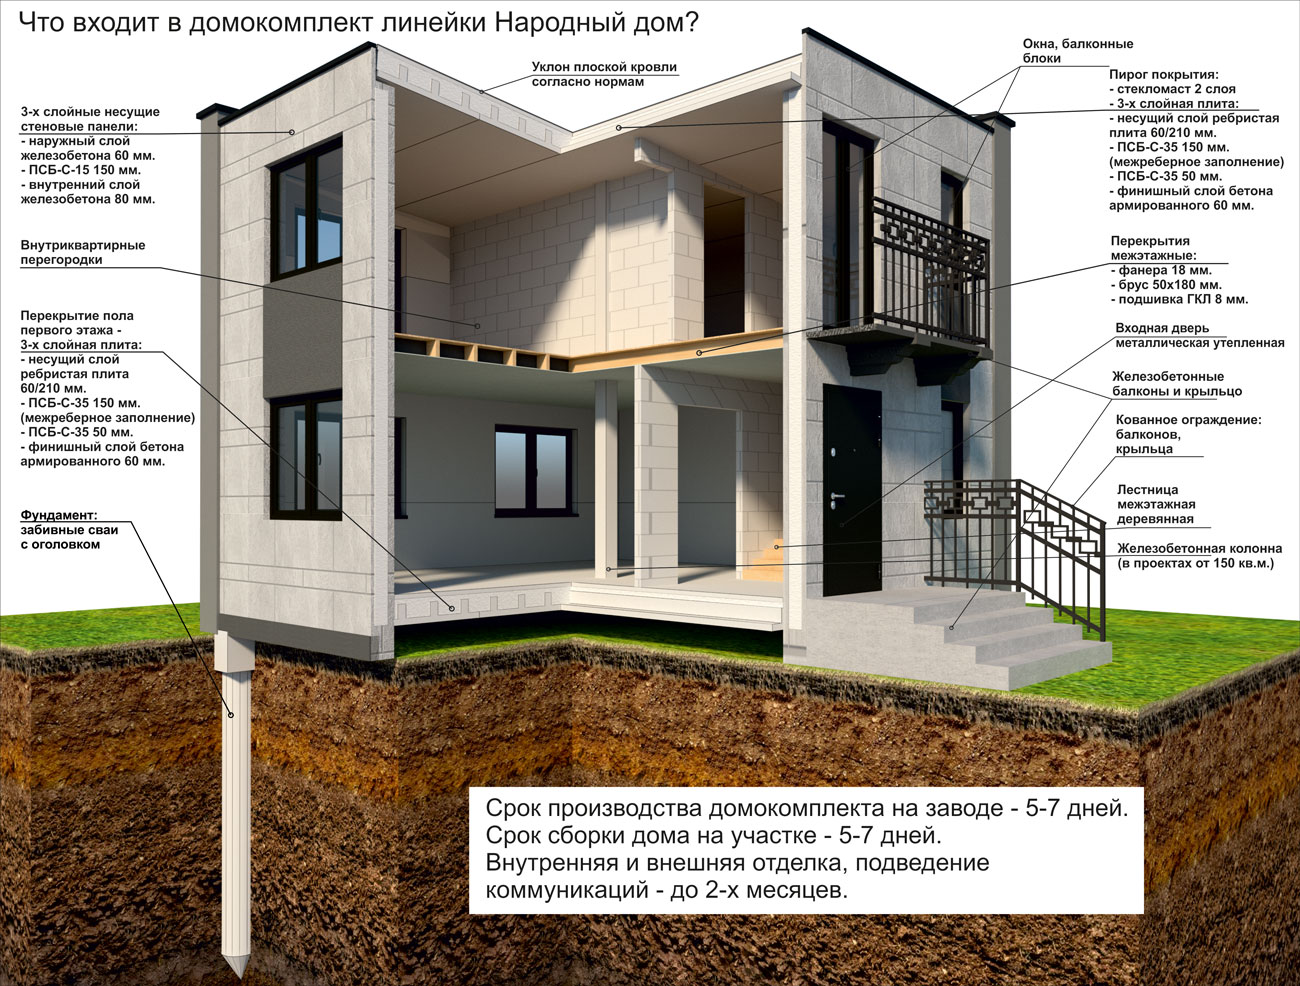 Что входит в домокомплект линейки Народный дом?
Уклон плоской кровли
согласно нормам
3-х слойные несущие
стеновые панели:
- наружный слой
железобетона 60 мм.
- ПСБ-С-15 150 мм.
- внутренний слой
железобетона 80 мм.
Внутриквартирные
перегородки
Перекрытие пола
первого этажа -
3-х слойная плита:
- несущий слой
ребристая плита
60/210 мм.
- ПСБ-С-35 150 мм.
(межреберное заполнение)
- ПСБ-С-35 50 мм.
- финишный слой бетона
армированного 60 мм.
Фундамент:
забивные сваи
с оголовком
Окна, балконные
блоки
Пирог покрытия:
- стекломаст 2 слоя
- 3-х слойная плита:
- несущий слой ребристая
плита 60/210 мм.
- ПСБ-С-35 150 мм.
(межреберное заполнение)
- ПСБ-С-35 50 мм.
- финишный слой бетона
армированного 60 мм.
Перекрытия
межэтажные:
- фанера 18 мм.
- брус 50х180 мм.
- подшивка ГКЛ 8 мм.
Входная дверь
металлическая утепленная
Железобетонные
балконы и крыльцо
Кованное ограждение:
балконов,
крыльца
Лестница
межэтажная
деревянная
Железобетонная колонна
(в проектах от 150 кв.м.)
Срок производства домокомплекта на заводе - 5-7 дней.
Срок сборки дома на участке - 5-7 дней.
Внутренняя и внешняя отделка, подведение
коммуникаций - до 2-х месяцев.